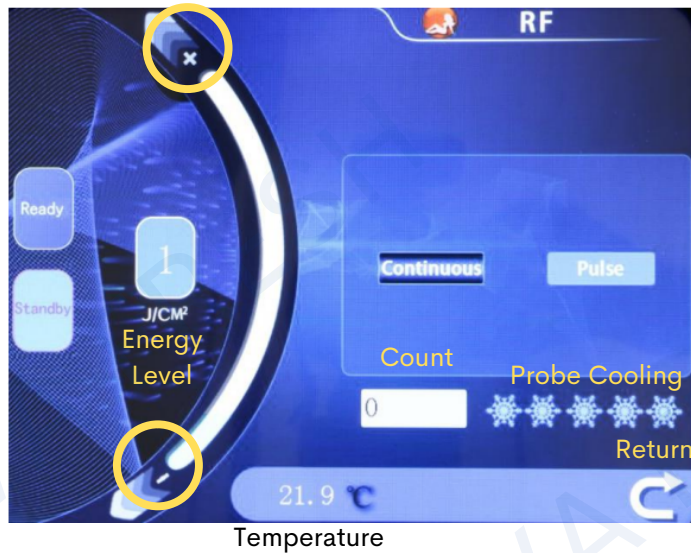 RF
Ready
1
Continuous
Pulse
Standby
J/CM²
Energy
Level
Count
Probe Cooling
0
Return
21.9 ℃
Temperature